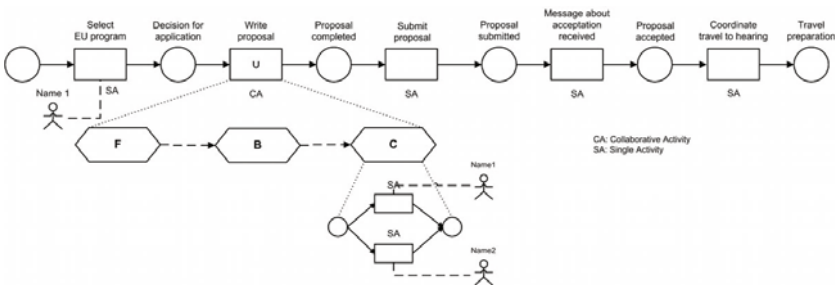 Select
EU program
Decision for
application
Write
proposal
Proposal
completed
Submit
proposal
Proposal
submitted
Message about
acceptation
received
Proposal
accepted
Coordinate
travel to hearing
Travel
preparation
U
SA
CA
SA
SA
SA
Name 1
F
B
C
CA: Collaborative Activity
SA: Single Activity
SA
Name1
SA
Name2